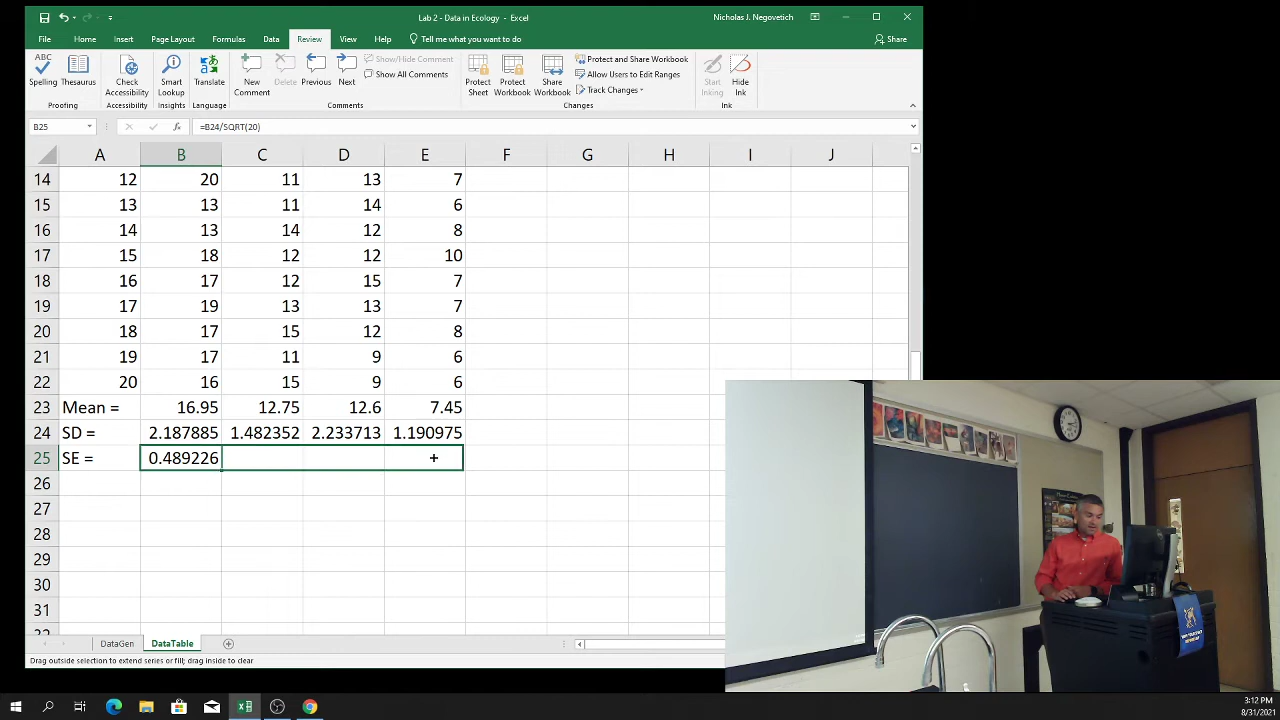 Lab 2 - Data in Ecology - Excel
Nicholas J. Negovetich
File Home Insert Page Layout Formulas Data Review View Help Tell me what you want to do Share
ABC
Spelling Thesaurus
Proofing
Check Accessibility
Accessibility
Smart Lookup
Insights
Translate
Language
New Comment Delete Previous Next
Show/Hide Comment
Show All Comments
Comments
Protect Sheet Protect Workbook Share Workbook
Protect and Share Workbook
Allow Users to Edit Ranges
Track Changes
Changes
Start Inking Hide Ink
Ink
B25 fx =B24/SQRT(20)
A B C D E F G H I J
14 12 20 11 13 7
15 13 13 11 14 6
16 14 13 14 12 8
17 15 18 12 12 10
18 16 17 12 15 7
19 17 19 13 13 7
20 18 17 15 12 8
21 19 17 11 9 6
22 20 16 15 9 6
23 Mean = 16.95 12.75 12.6 7.45
24 SD = 2.187885 1.482352 2.233713 1.190975
25 SE = 0.489226
26
27
28
29
30
31
32
DataGen DataTable
Drag outside selection to extend series or fill; drag inside to clear
3:12 PM
8/31/2021